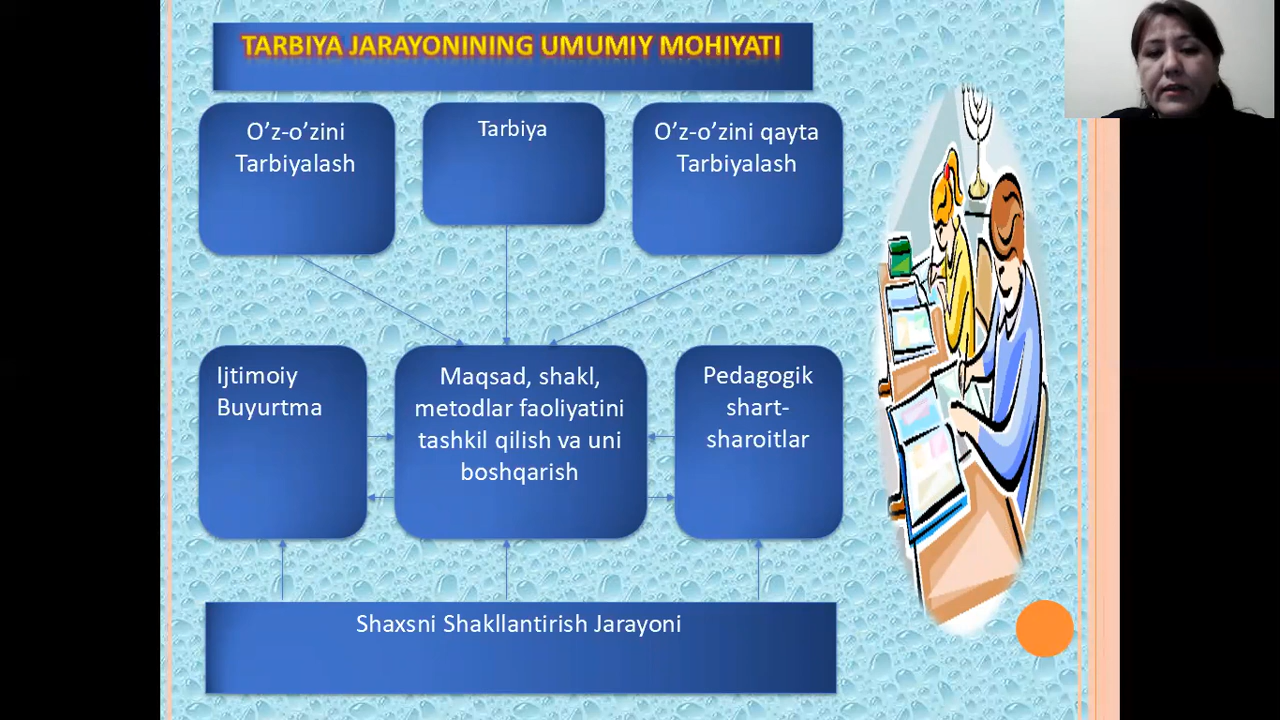 TARBIYA JARAYONINING UMUMIY MOHIYATI
O’z-o’zini
Tarbiyalash
Tarbiya
O’z-o’zini qayta
Tarbiyalash
Ijtimoiy
Buyurtma
Maqsad, shakl,
metodlar faoliyatini
tashkil qilish va uni
boshqarish
Pedagogik
shart-
sharoitlar
Shaxsni Shakllantirish Jarayoni